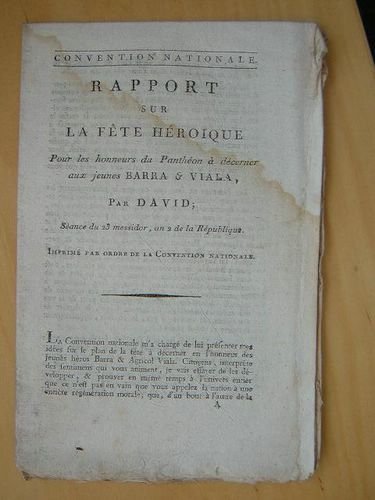 CONVENTION NATIONALE.
RAPPORT
SUR
LA FÊTE HÉROÏQUE
Pour les honneurs du Panthéon à décerner
aux jeunes BARRA & VIALA,
PAR DAVID;
Séance du 23 messidor, an 2 de la République.
IMPRIMÉ PAR ORDRE DE LA CONVENTION NATIONALE.
LA Convention nationale m'a chargé de lui présenter mes
idées sur le plan de la fête à décerner en l'honneur des
jeunes héros Barra & Agricol Viala. Citoyens, interprète
des sentimens qui vous animent, je vais essayer de les dé-
velopper, & prouver en même temps à l'univers entier
que ce n'est pas en vain que vous appelez la nation à une
entière régénération morale; que, d'un bout à l'autre de la
A